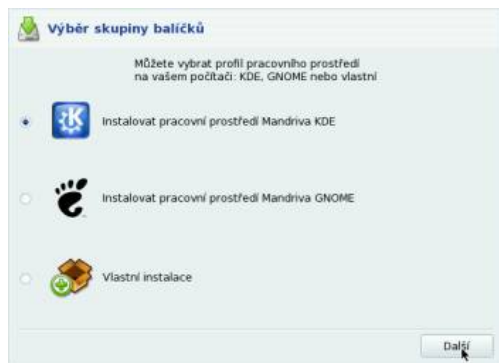 Výběr skupiny balíčků
Můžete vybrat profil pracovního prostředí
na vašem počítači: KDE, GNOME nebo vlastní
Instalovat pracovní prostředí Mandriva KDE
Instalovat pracovní prostředí Mandriva GNOME
Vlastní instalace
Další